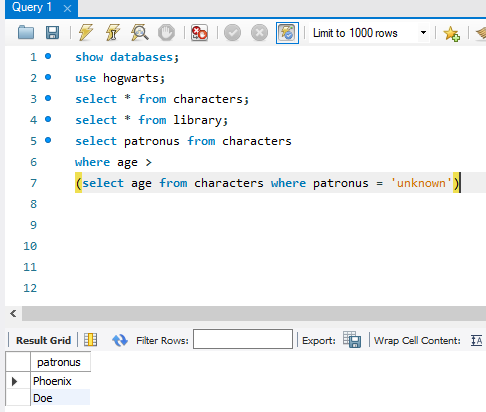 Query 1
Limit to 1000 rows
1 show databases;
2 use hogwarts;
3 select * from characters;
4 select * from library;
5 select patronus from characters
6 where age >
7 (select age from characters where patronus = 'unknown')
8
9
10
11
12
Result Grid Filter Rows: Export: Wrap Cell Content:
patronus
Phoenix
Doe